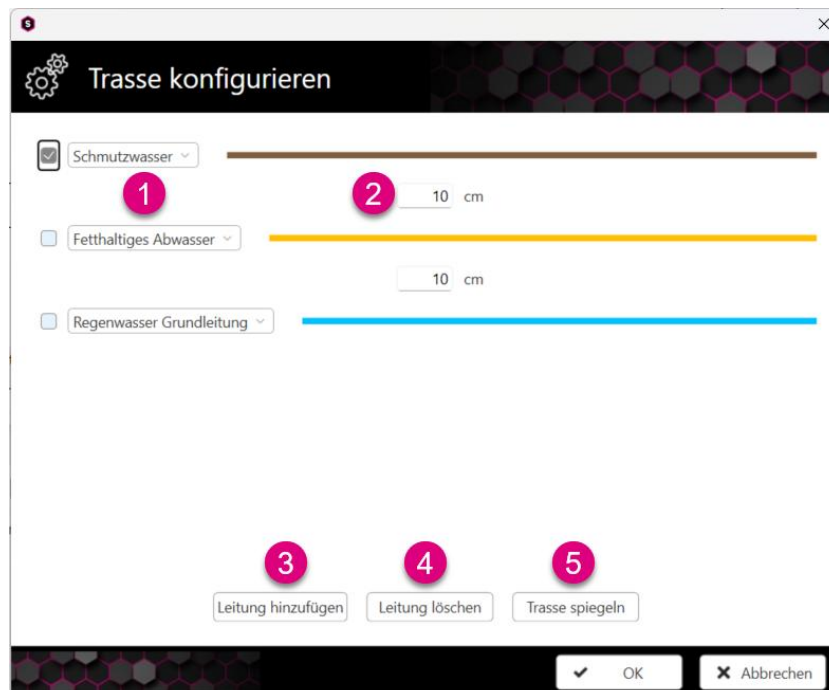 S
Trasse konfigurieren
Schmutzwasser
1
2
10 cm
Fetthaltiges Abwasser
10 cm
Regenwasser Grundleitung
3
4
5
Leitung hinzufügen Leitung löschen Trasse spiegeln
OK Abbrechen